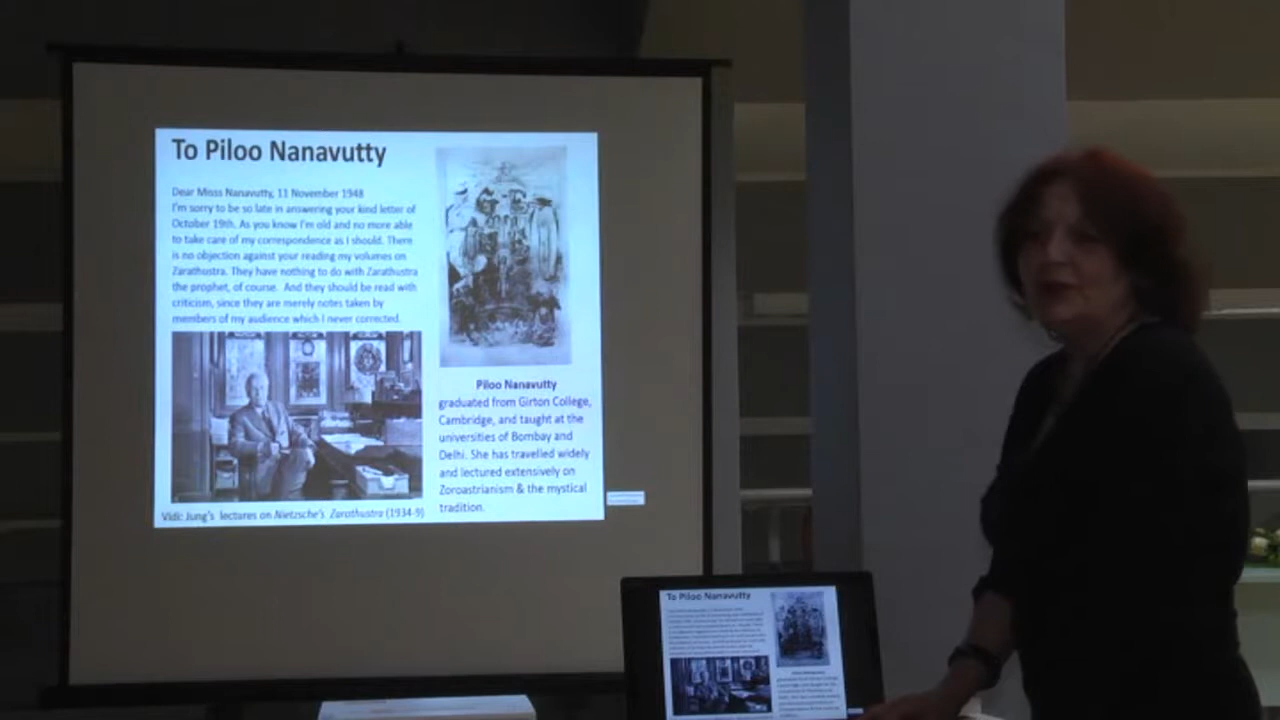 To Piloo Nanavutty
Dear Miss Nanavutty, 11 November 1948
I'm sorry to be so late in answering your kind letter of
October 19th. As you know I'm old and no more able
to take care of my correspondence as I should. There
is no objection against your reading my volumes on
Zarathustra. They have nothing to do with Zarathustra
the prophet, of course. And they should be read with
criticism, since they are merely notes taken by
members of my audience which I never corrected.
Vidi: Jung's lectures on Nietzsche's Zarathustra (1934-9)
Piloo Nanavutty
graduated from Girton College,
Cambridge, and taught at the
universities of Bombay and
Delhi. She has travelled widely
and lectured extensively on
Zoroastrianism & the mystical
tradition.
To Piloo Nanavutty